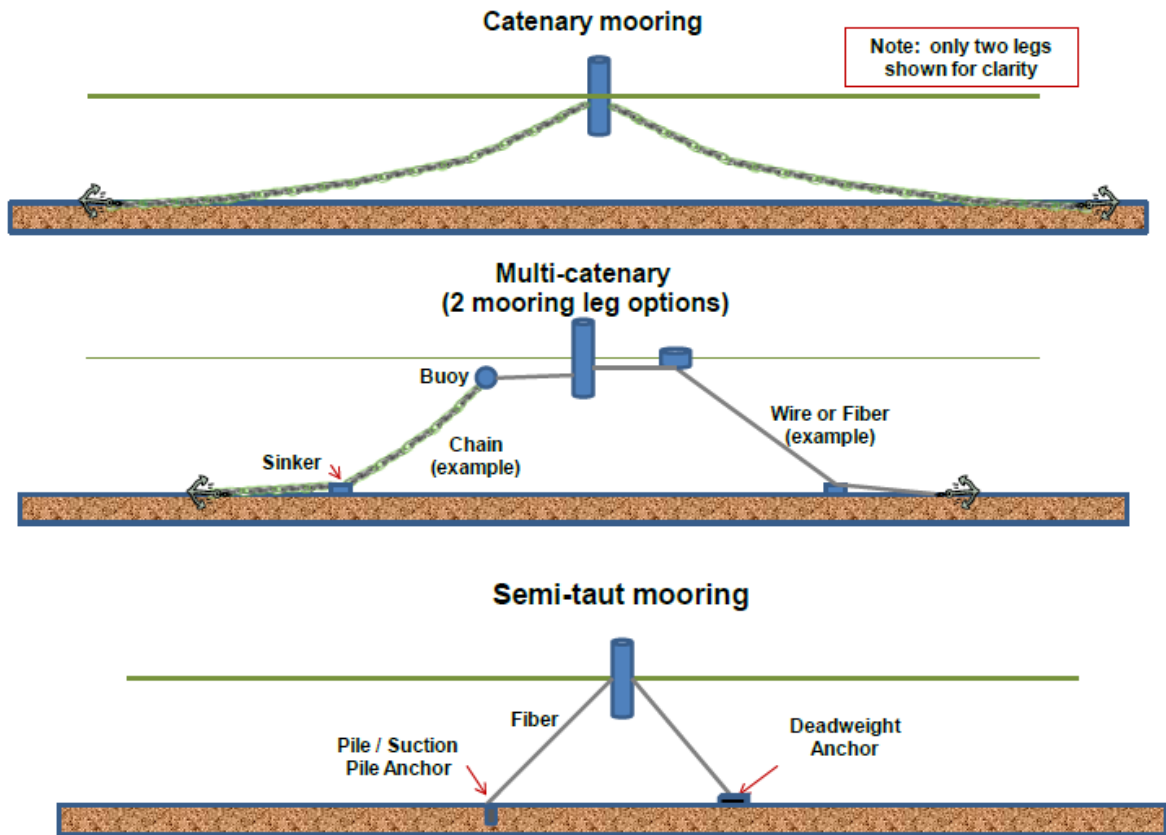 Catenary mooring
Note: only two legs
shown for clarity
Multi-catenary
(2 mooring leg options)
Buoy
Wire or Fiber
(example)
Chain
(example)
Sinker
Semi-taut mooring
Fiber
Deadweight
Anchor
Pile / Suction
Pile Anchor